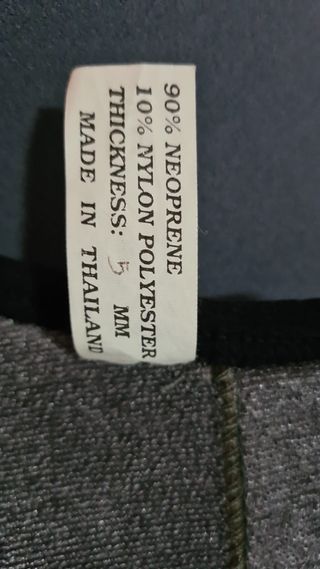 90% NEOPRENE
10% NYLON POLYESTER
THICKNESS: 5 MM
MADE IN THAILAND